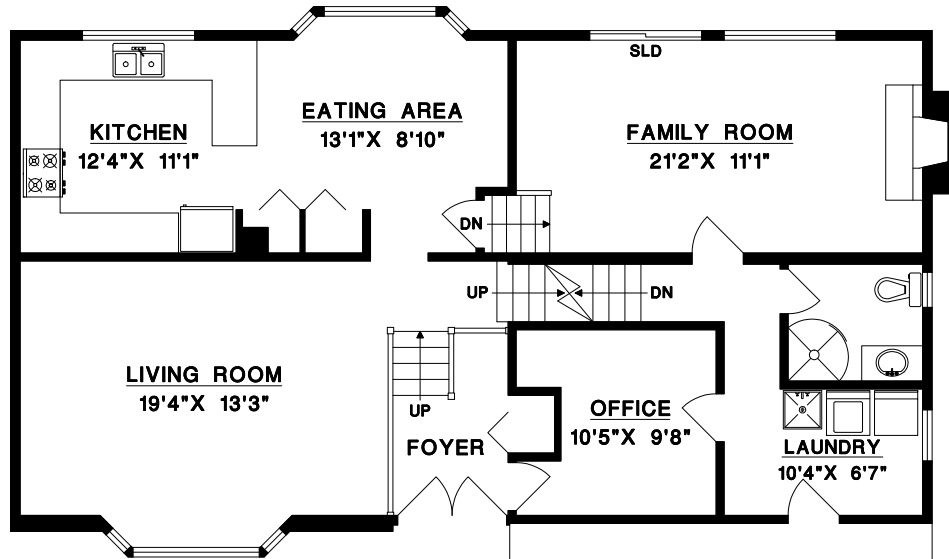 SLD
EATING AREA
13'1"X 8'10"
KITCHEN
12'4"X 11'1"
FAMILY ROOM
21'2"X 11'1"
DN
UP
DN
LIVING ROOM
19'4"X 13'3"
UP
OFFICE
10'5"X 9'8"
FOYER
LAUNDRY
10'4"X 6'7"